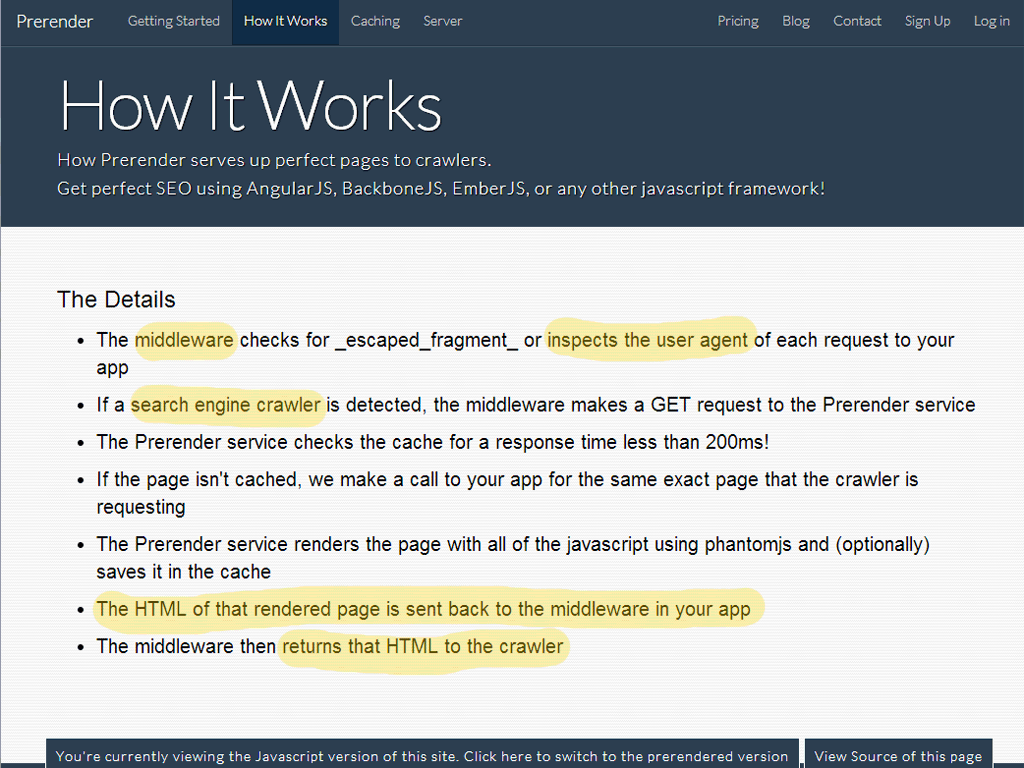 Prerender Getting Started How It Works Caching Server Pricing Blog Contact Sign Up Log in
How It Works
How Prerender serves up perfect pages to crawlers.
Get perfect SEO using AngularJS, BackboneJS, EmberJS, or any other javascript framework!
The Details
• The middleware checks for _escaped_fragment_ or inspects the user agent of each request to your
app
• If a search engine crawler is detected, the middleware makes a GET request to the Prerender service
• The Prerender service checks the cache for a response time less than 200ms!
• If the page isn't cached, we make a call to your app for the same exact page that the crawler is
requesting
• The Prerender service renders the page with all of the javascript using phantomjs and (optionally)
saves it in the cache
• The HTML of that rendered page is sent back to the middleware in your app
• The middleware then returns that HTML to the crawler
You're currently viewing the Javascript version of this site. Click here to switch to the prerendered version View Source of this page